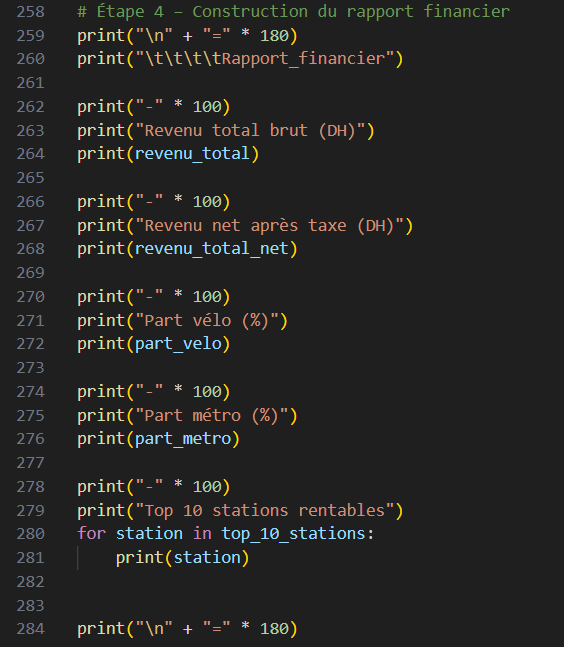 258 # Étape 4 – Construction du rapport financier
259 print("\n" + "=" * 180)
260 print("\t\t\t\tRapport_financier")
261
262 print("-" * 100)
263 print("Revenu total brut (DH)")
264 print(revenu_total)
265
266 print("-" * 100)
267 print("Revenu net après taxe (DH)")
268 print(revenu_total_net)
269
270 print("-" * 100)
271 print("Part vélo (%)")
272 print(part_velo)
273
274 print("-" * 100)
275 print("Part métro (%)")
276 print(part_metro)
277
278 print("-" * 100)
279 print("Top 10 stations rentables")
280 for station in top_10_stations:
281     print(station)
282
283
284 print("\n" + "=" * 180)